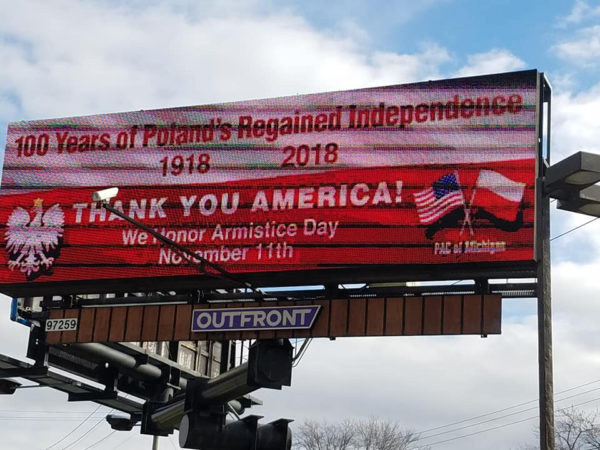 100 Years of Poland's Regained Independence
1918 2018
THANK YOU AMERICA!
We Honor Armistice Day
November 11th
PAC of Michigan
97259
OUTFRONT